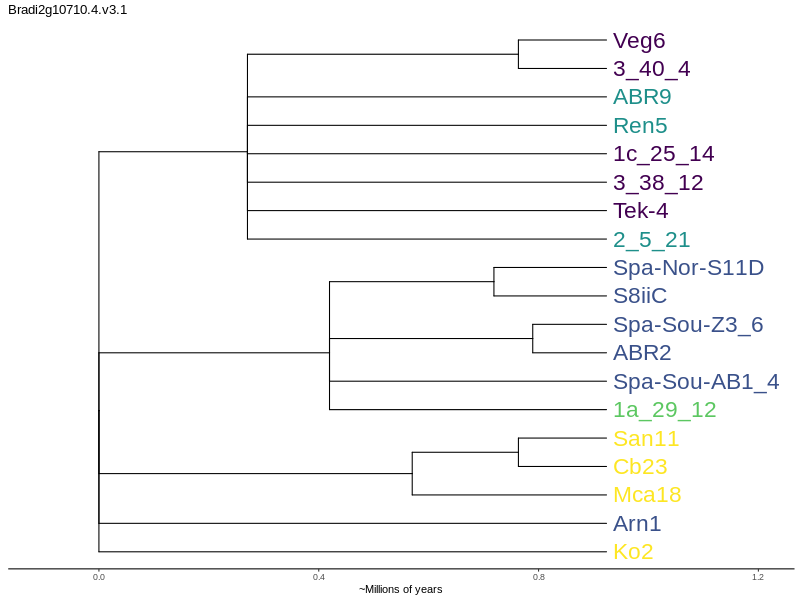 Bradi2g10710.4.v3.1
Veg6
3_40_4
ABR9
Ren5
1c_25_14
3_38_12
Tek-4
2_5_21
Spa-Nor-S11D
S8iiC
Spa-Sou-Z3_6
ABR2
Spa-Sou-AB1_4
1a_29_12
San11
Cb23
Mca18
Arn1
Ko2
0.0 0.4 0.8 1.2
~Millions of years